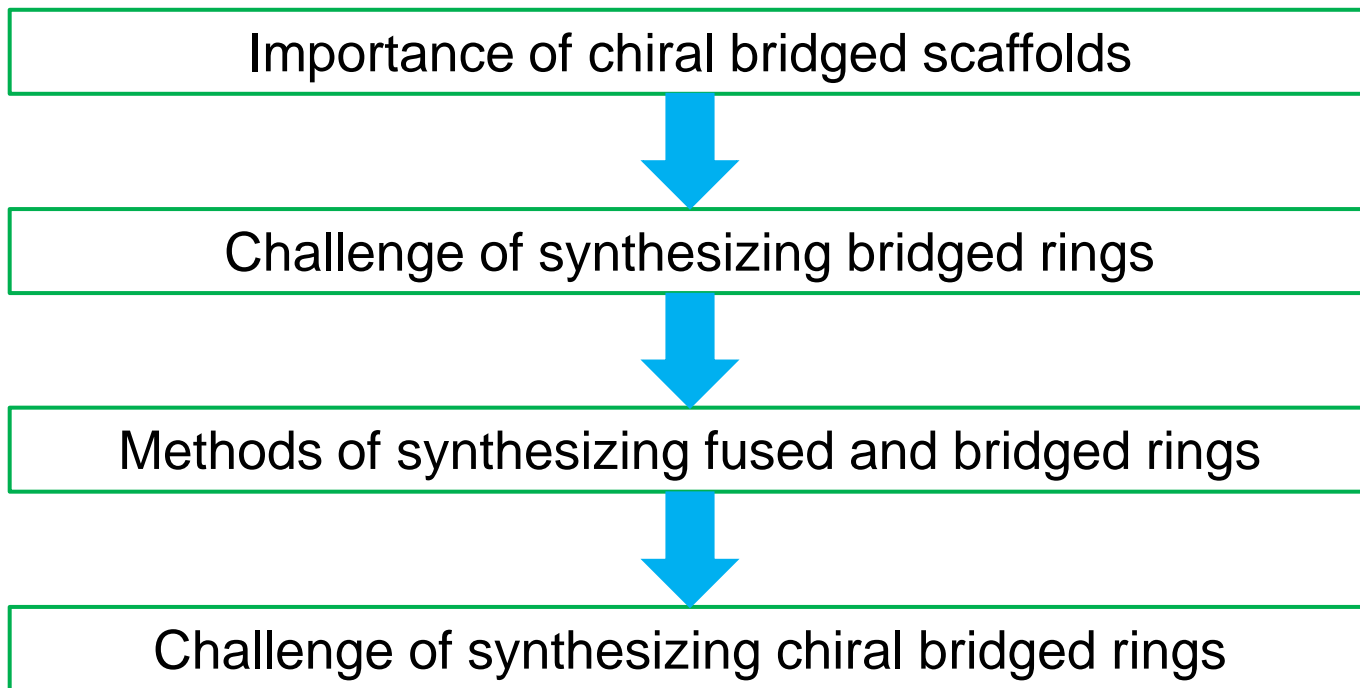 Importance of chiral bridged scaffolds
Challenge of synthesizing bridged rings
Methods of synthesizing fused and bridged rings
Challenge of synthesizing chiral bridged rings